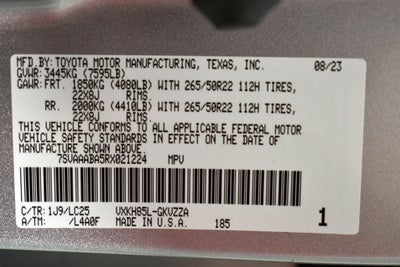 MFD.BY: TOYOTA MOTOR MANUFACTURING, TEXAS, INC. 08/23
GVWR: 3445KG (7595LB)
GAWR: FRT. 1850KG (4080LB) WITH 265/50R22 112H TIRES,
22X8J RIMS.
RR. 2000KG (4410LB) WITH 265/50R22 112H TIRES,
22X8J RIMS.
THIS VEHICLE CONFORMS TO ALL APPLICABLE FEDERAL MOTOR
VEHICLE SAFETY STANDARDS IN EFFECT ON THE DATE OF
MANUFACTURE SHOWN ABOVE.
7SVAAABA5RX021224 MPV
C/TR: 1J9/LC25 VXKH85L-GKVZZA
A/TM: /L4A0F MADE IN U.S.A. 185 1